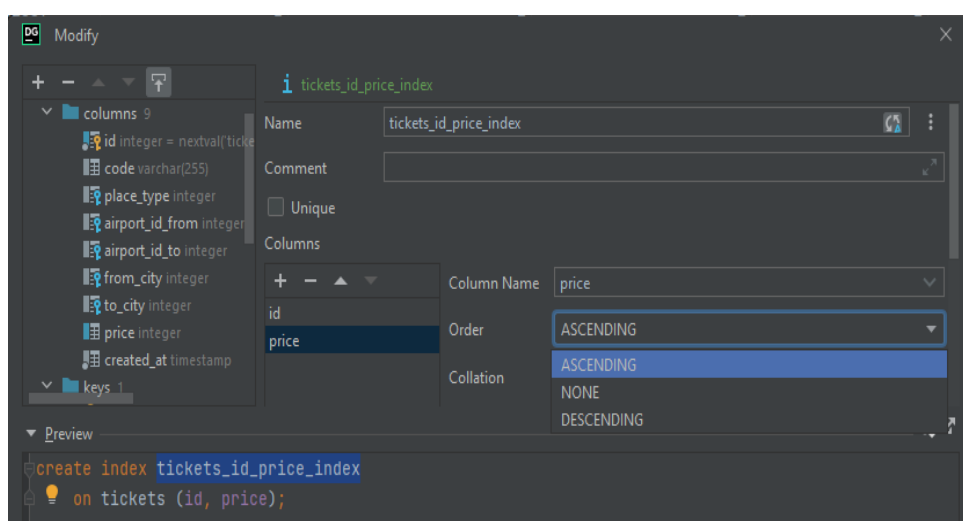 DG Modify
tickets_id_price_index
columns 9
id integer = nextval('ticke
code varchar(255)
place_type integer
airport_id_from integer
airport_id_to integer
from_city integer
to_city integer
price integer
created_at timestamp
keys 1
Name tickets_id_price_index
Comment
Unique
Columns
id
price
Column Name price
Order ASCENDING
Collation
ASCENDING
NONE
DESCENDING
Preview
create index tickets_id_price_index
on tickets (id, price);